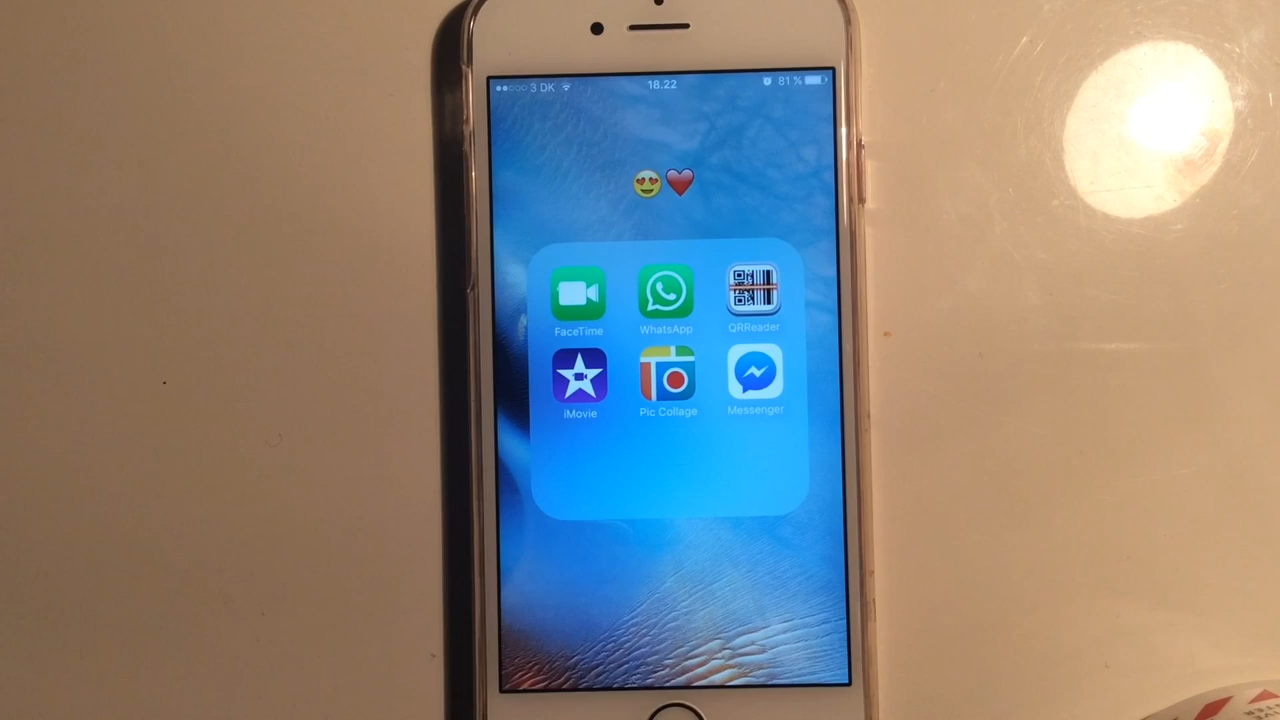 3 DK 18.22 81 %
😍❤️
FaceTime WhatsApp QRReader
iMovie Pic Collage Messenger